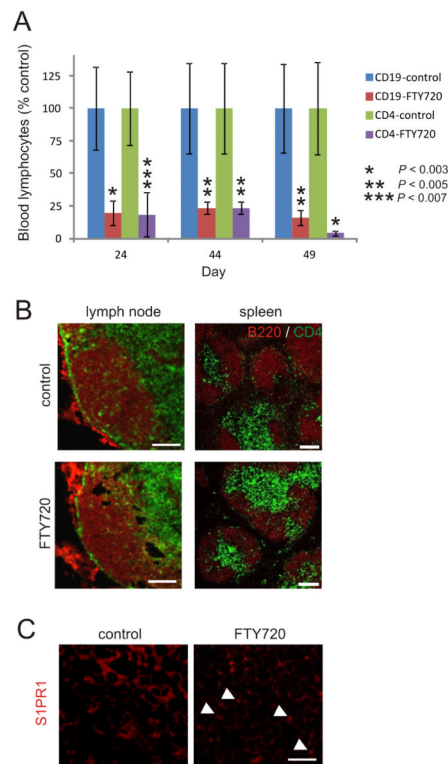 A
Blood lymphocytes (% control)
125
100
75
50
25
0
*
***
**
**
**
*
24
44
49
Day
CD19-control
CD19-FTY720
CD4-control
CD4-FTY720
* P < 0.003
** P < 0.005
*** P < 0.007
B
lymph node
spleen
B220 / CD4
control
FTY720
C
control
FTY720
S1PR1